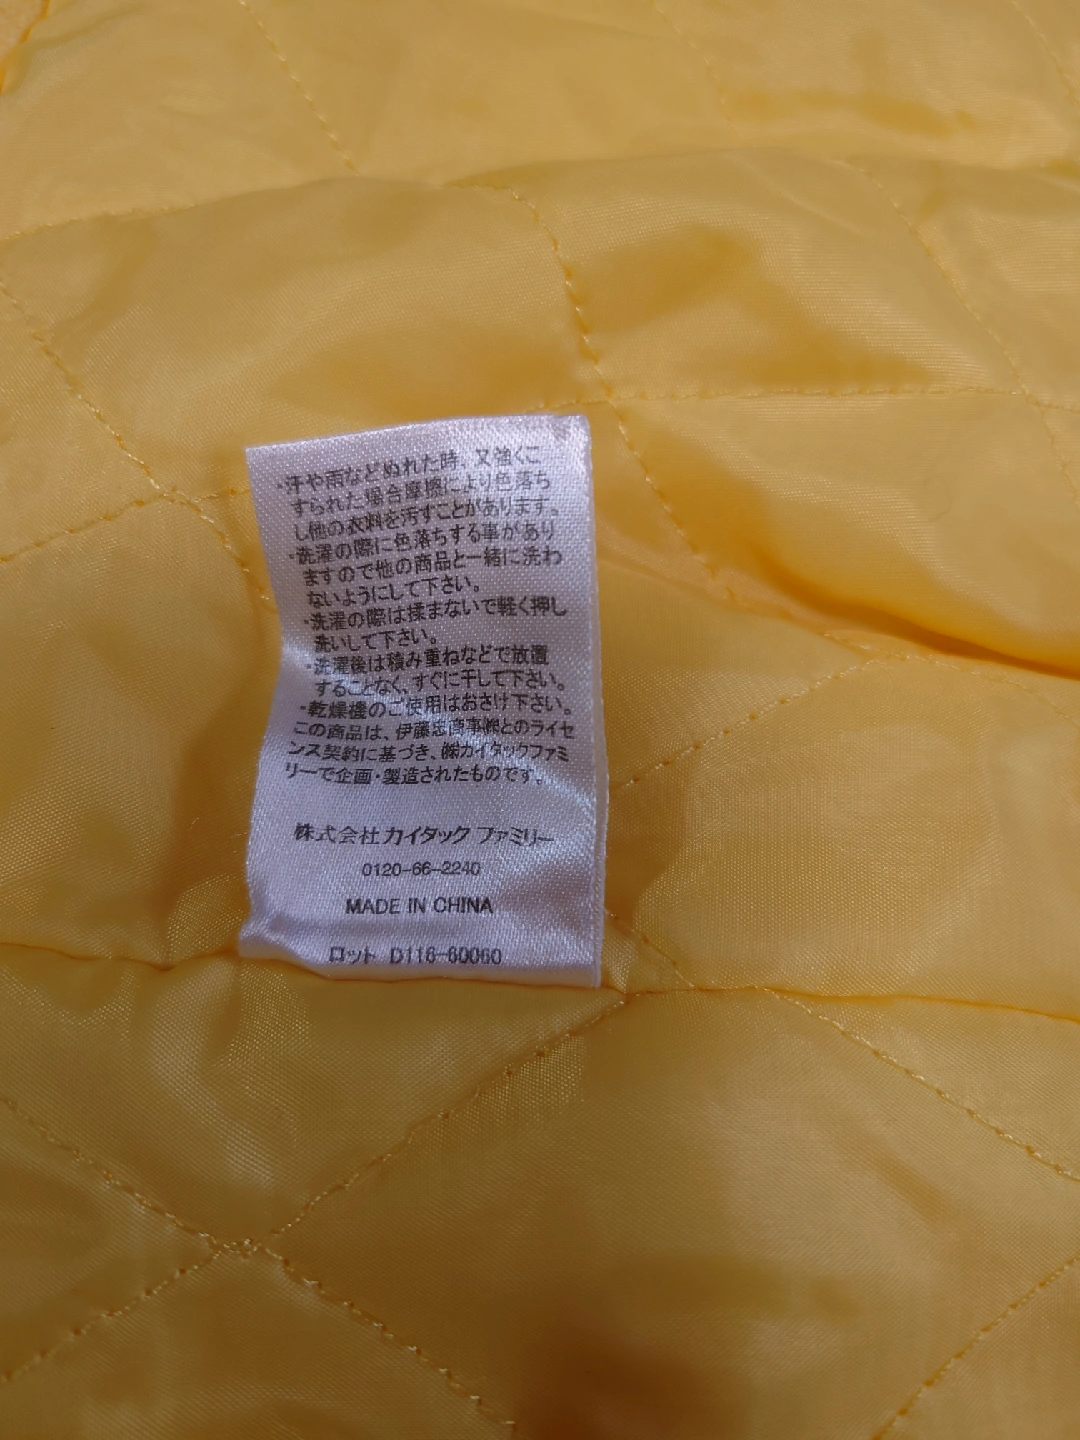 ・汗や雨などぬれた時、又強くこ
すられた場合摩擦により色落ち
し他の衣料を汚すことがあります。
・洗濯の際に色落ちする事があり
ますので他の商品と一緒に洗わ
ないようにして下さい。
・洗濯の際は揉まないで軽く押し
洗いして下さい。
・洗濯後は積み重ねなどで放置
することなく、すぐに干して下さい。
・乾燥機のご使用はおさけ下さい。
この商品は、伊藤忠商事㈱とのライセ
ンス契約に基づき、㈱カイタックファミ
リーで企画・製造されたものです。
株式会社カイタック ファミリー
0120-66-2240
MADE IN CHINA
ロット D116-60060